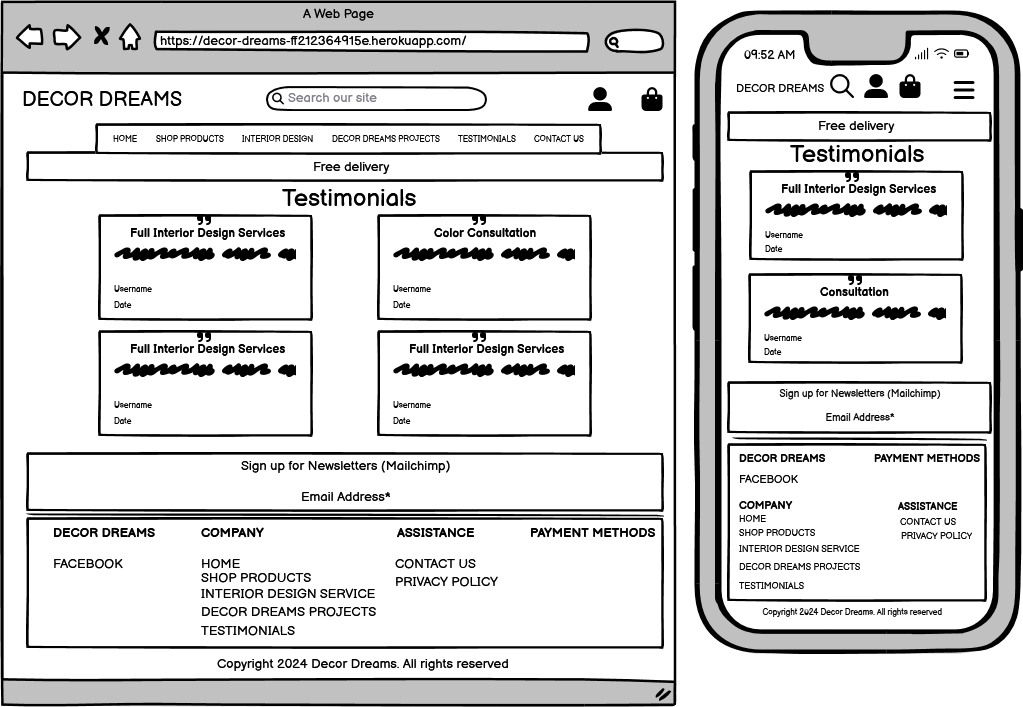 A Web Page
https://decor-dreams-ff212364915e.herokuapp.com/
DECOR DREAMS
Search our site
HOME SHOP PRODUCTS INTERIOR DESIGN DECOR DREAMS PROJECTS TESTIMONIALS CONTACT US
Free delivery
Testimonials
”
Full Interior Design Services
Username
Date
”
Color Consultation
Username
Date
”
Full Interior Design Services
Username
Date
”
Full Interior Design Services
Username
Date
Sign up for Newsletters (Mailchimp)
Email Address*
DECOR DREAMS COMPANY ASSISTANCE PAYMENT METHODS
FACEBOOK HOME CONTACT US
SHOP PRODUCTS PRIVACY POLICY
INTERIOR DESIGN SERVICE
DECOR DREAMS PROJECTS
TESTIMONIALS
Copyright 2024 Decor Dreams. All rights reserved
09:52 AM
DECOR DREAMS
Free delivery
Testimonials
”
Full Interior Design Services
Username
Date
”
Consultation
Username
Date
Sign up for Newsletters (Mailchimp)
Email Address*
DECOR DREAMS PAYMENT METHODS
FACEBOOK
COMPANY ASSISTANCE
HOME CONTACT US
SHOP PRODUCTS PRIVACY POLICY
INTERIOR DESIGN SERVICE
DECOR DREAMS PROJECTS
TESTIMONIALS
Copyright 2024 Decor Dreams. All rights reserved